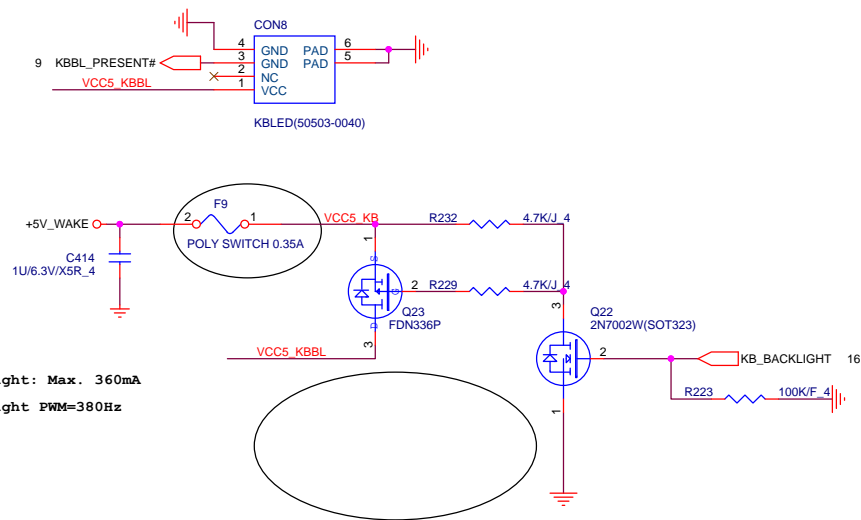 CON8
4 GND PAD 6
9 KBBL_PRESENT# 3 GND PAD 5
2 NC
VCC5_KBBL 1 VCC
KBLED(50503-0040)
+5V_WAKE 2 F9 1 VCC5_KB R232 4.7K/J_4
POLY SWITCH 0.35A
C414
1U/6.3V/X5R_4
1 S
G 2 R229 4.7K/J_4
Q23
FDN336P
D 3
VCC5_KBBL
3 Q22
2N7002W(SOT323)
2 KB_BACKLIGHT 16
R223 100K/F_4
1
ght: Max. 360mA
ght PWM=380Hz